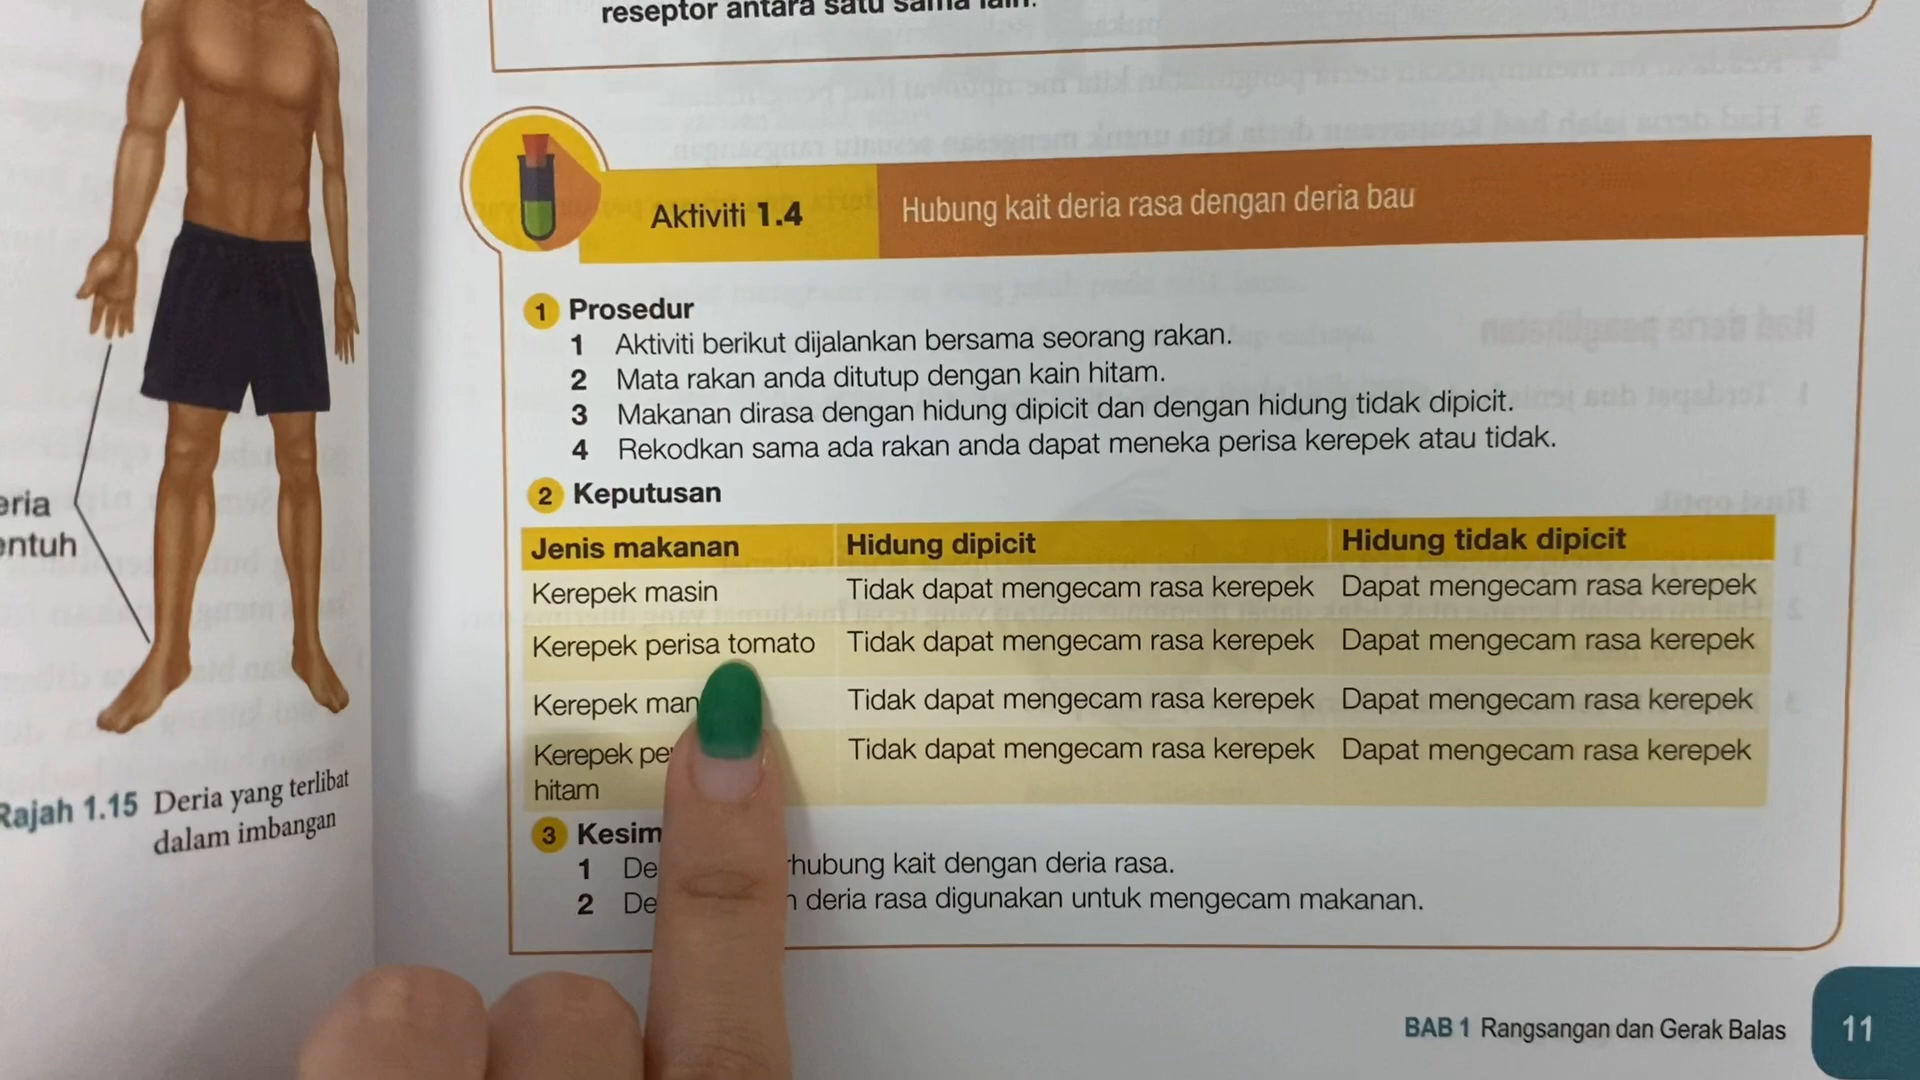 reseptor antara satu sama lain.
Aktiviti 1.4
Hubung kait deria rasa dengan deria bau
1 Prosedur
1 Aktiviti berikut dijalankan bersama seorang rakan.
2 Mata rakan anda ditutup dengan kain hitam.
3 Makanan dirasa dengan hidung dipicit dan dengan hidung tidak dipicit.
4 Rekodkan sama ada rakan anda dapat meneka perisa kerepek atau tidak.
2 Keputusan
Jenis makanan Hidung dipicit Hidung tidak dipicit
Kerepek masin Tidak dapat mengecam rasa kerepek Dapat mengecam rasa kerepek
Kerepek perisa tomato Tidak dapat mengecam rasa kerepek Dapat mengecam rasa kerepek
Kerepek Tidak dapat mengecam rasa kerepek Dapat mengecam rasa kerepek
Kerepek Tidak dapat mengecam rasa kerepek Dapat mengecam rasa kerepek
hitam
3
1 kait dengan deria rasa.
2 deria rasa digunakan untuk mengecam makanan.
Rajah 1.15 Deria yang terlibat
dalam imbangan
BAB 1 Rangsangan dan Gerak Balas 11